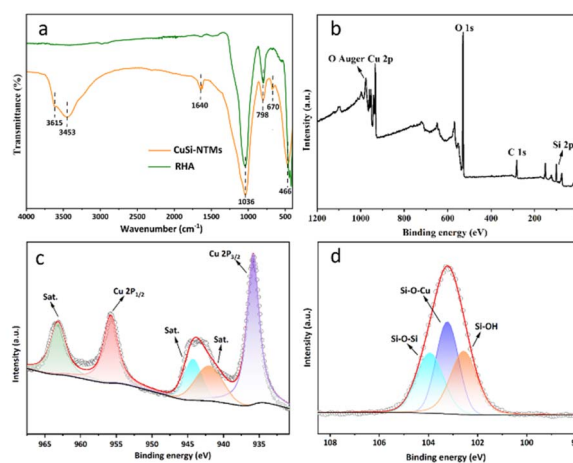 a
Transmittance (%)
3615
3453
1640
798
670
1036
466
CuSi-NTMs
RHA
4000 3500 3000 2500 2000 1500 1000 500
Wavenumber (cm-1)
b
Intensity (a.u.)
O 1s
O Auger Cu 2p
C 1s
Si 2p
1200 1000 800 600 400 200 0
Binding energy (eV)
c
Intensity (a.u.)
Cu 2P3/2
Cu 2P1/2
Sat.
Sat.
Sat.
965 960 955 950 945 940 935
Binding energy (eV)
d
Intensity (a.u.)
Si-O-Cu
Si-O-Si
Si-OH
108 106 104 102 100
Binding energy (eV)